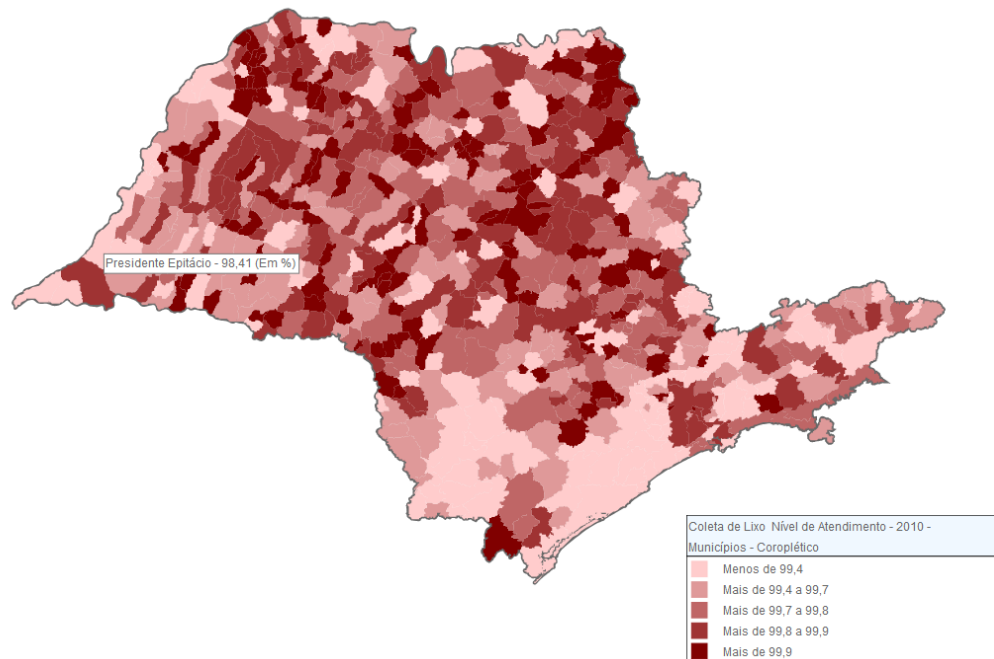 Presidente Epitácio - 98,41 (Em %)
Coleta de Lixo Nível de Atendimento - 2010 -
Municípios - Coroplético
Menos de 99,4
Mais de 99,4 a 99,7
Mais de 99,7 a 99,8
Mais de 99,8 a 99,9
Mais de 99,9